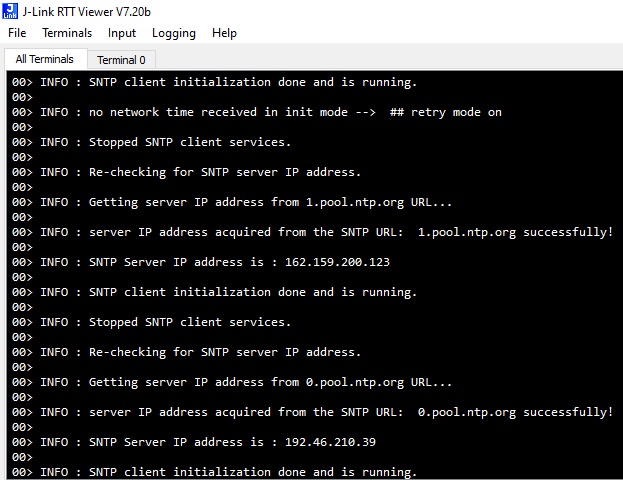 J-Link RTT Viewer V7.20b
File Terminals Input Logging Help
All Terminals Terminal 0
00> INFO : SNTP client initialization done and is running.
00>
00> INFO : no network time received in init mode -->  ## retry mode on
00>
00> INFO : Stopped SNTP client services.
00>
00> INFO : Re-checking for SNTP server IP address.
00>
00> INFO : Getting server IP address from 1.pool.ntp.org URL...
00>
00> INFO : server IP address acquired from the SNTP URL:  1.pool.ntp.org successfully!
00>
00> INFO : SNTP Server IP address is : 162.159.200.123
00>
00> INFO : SNTP client initialization done and is running.
00>
00> INFO : Stopped SNTP client services.
00>
00> INFO : Re-checking for SNTP server IP address.
00>
00> INFO : Getting server IP address from 0.pool.ntp.org URL...
00>
00> INFO : server IP address acquired from the SNTP URL:  0.pool.ntp.org successfully!
00>
00> INFO : SNTP Server IP address is : 192.46.210.39
00>
00> INFO : SNTP client initialization done and is running.